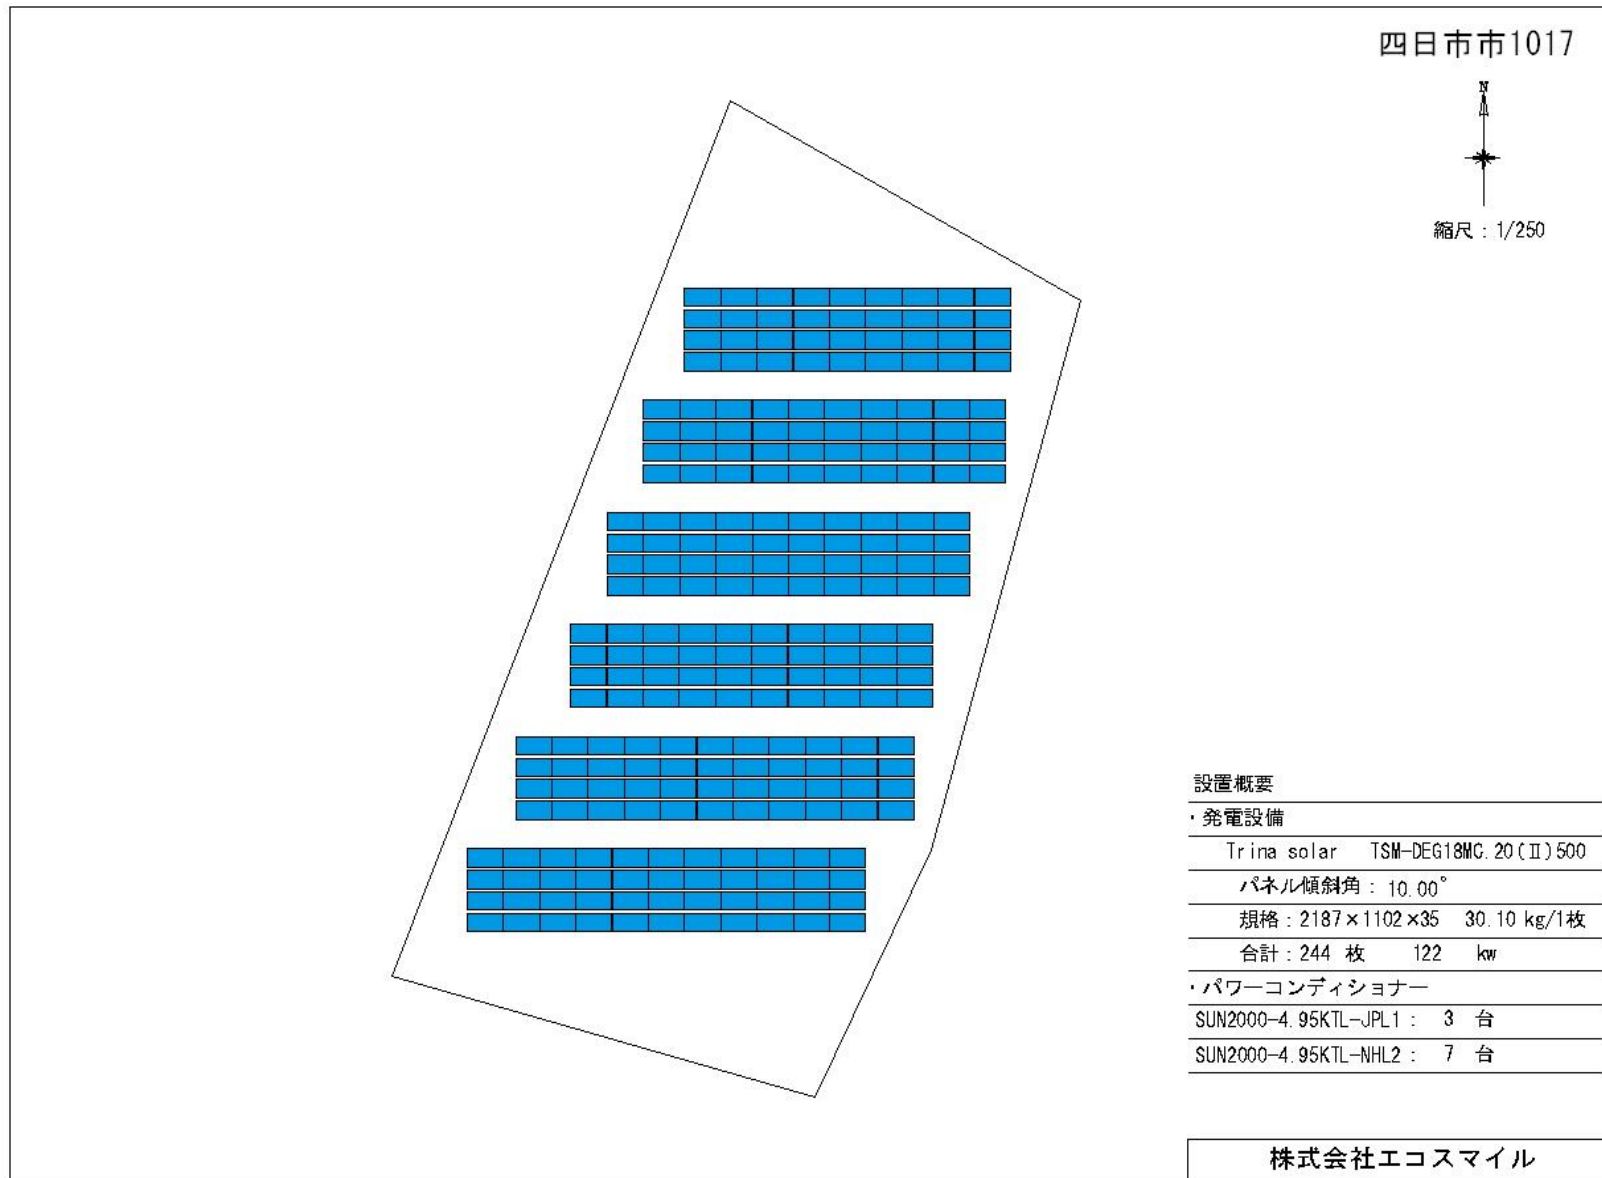 四日市市1017
N
縮尺：1/250
設置概要
・発電設備
Trina solar TSM-DEG18MC.20(Ⅱ)500
パネル傾斜角：10.00°
規格：2187×1102×35 30.10 kg/1枚
合計：244 枚 122 kw
・パワーコンディショナー
SUN2000-4.95KTL-JPL1： 3 台
SUN2000-4.95KTL-NHL2： 7 台
株式会社エコスマイル